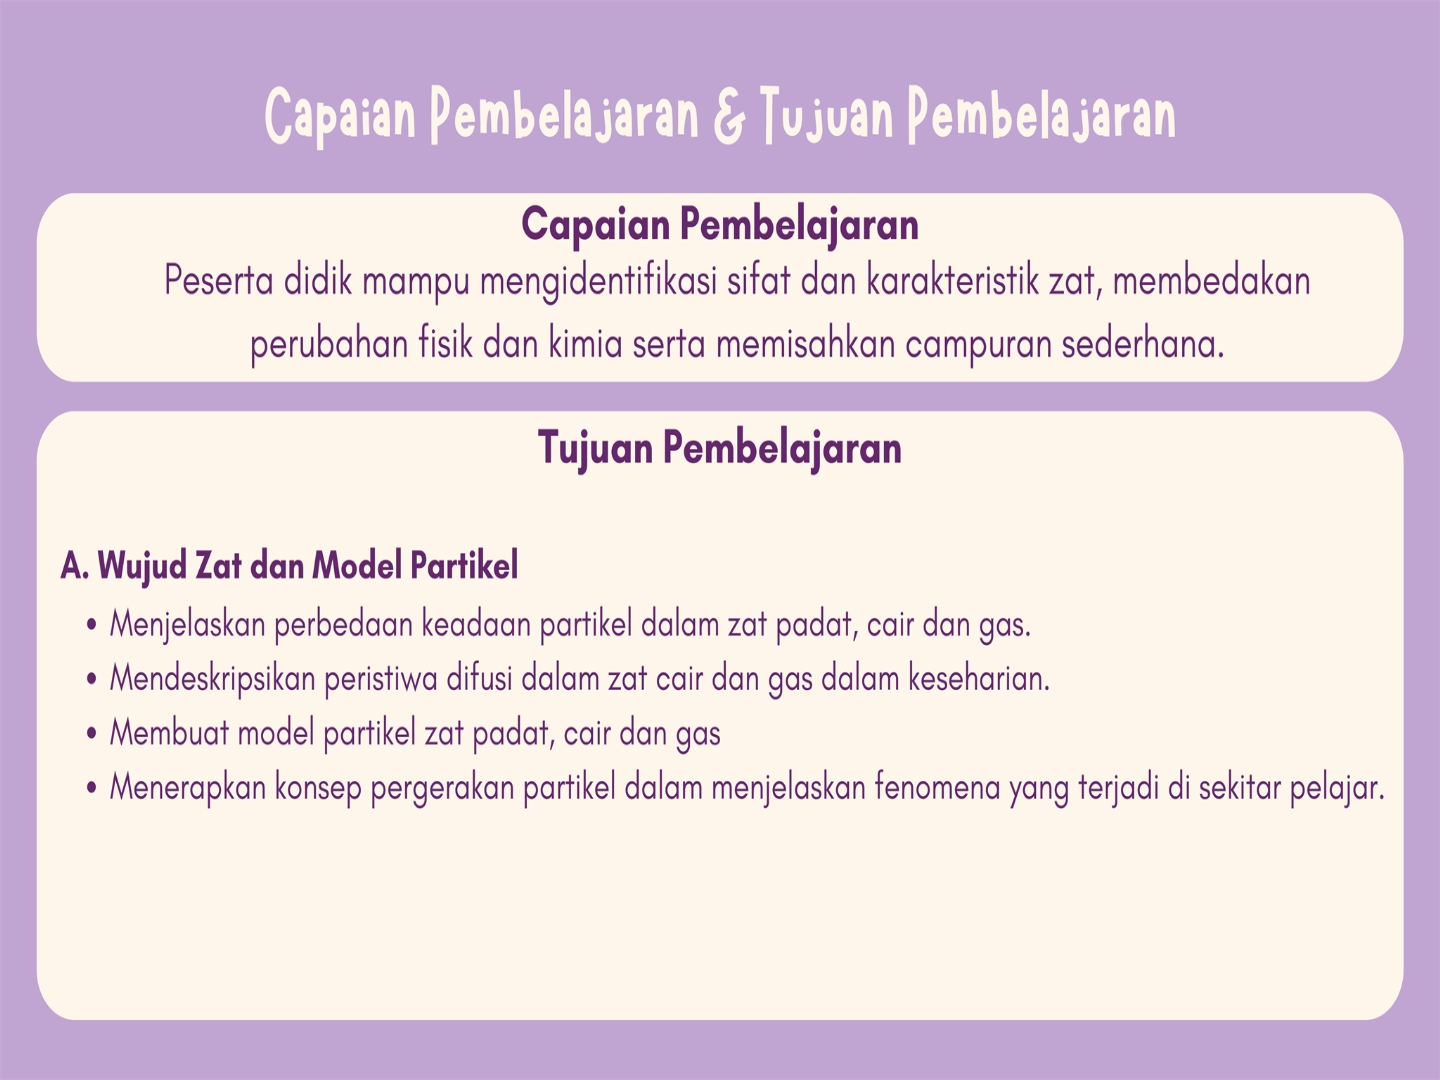 Capaian Pembelajaran & Tujuan Pembelajaran
Capaian Pembelajaran
Peserta didik mampu mengidentifikasi sifat dan karakteristik zat, membedakan
perubahan fisik dan kimia serta memisahkan campuran sederhana.
Tujuan Pembelajaran
A. Wujud Zat dan Model Partikel
• Menjelaskan perbedaan keadaan partikel dalam zat padat, cair dan gas.
• Mendeskripsikan peristiwa difusi dalam zat cair dan gas dalam keseharian.
• Membuat model partikel zat padat, cair dan gas
• Menerapkan konsep pergerakan partikel dalam menjelaskan fenomena yang terjadi di sekitar pelajar.